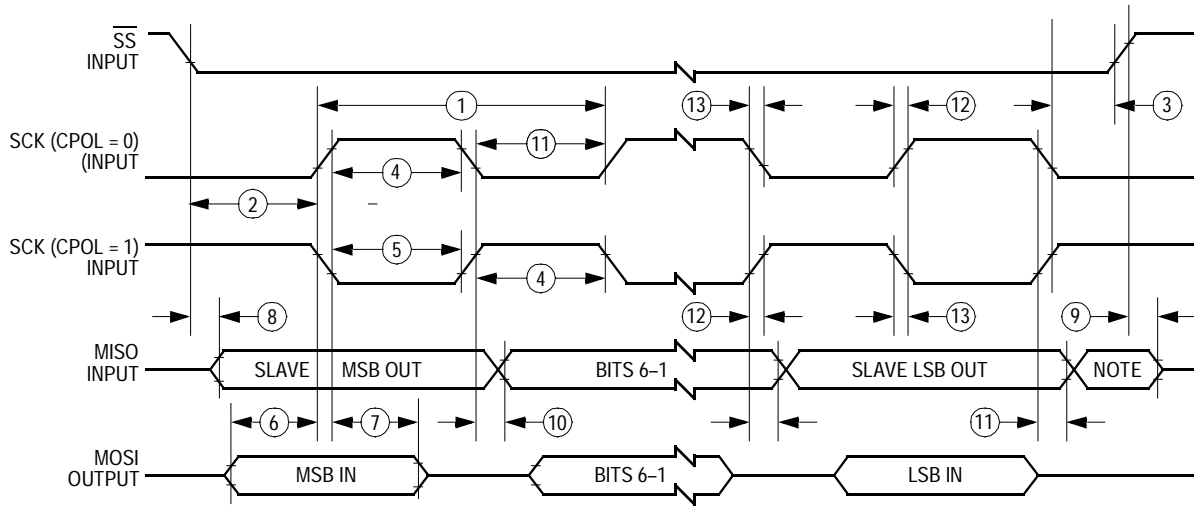 SS
INPUT
1
13
12
3
SCK (CPOL = 0)
(INPUT
11
4
2
SCK (CPOL = 1)
INPUT
5
4
8
12
13
9
MISO
INPUT
SLAVE MSB OUT
BITS 6–1
SLAVE LSB OUT
NOTE
6
7
10
11
MOSI
OUTPUT
MSB IN
BITS 6–1
LSB IN